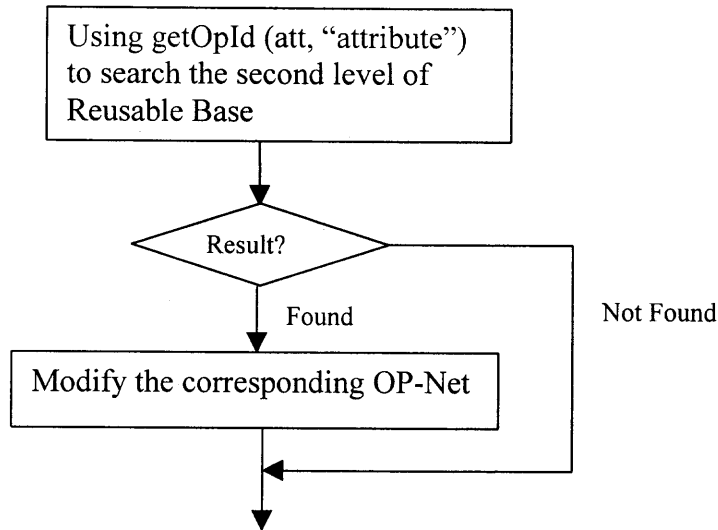 Using getOpId (att, “attribute”)
to search the second level of
Reusable Base
Result?
Found
Not Found
Modify the corresponding OP-Net